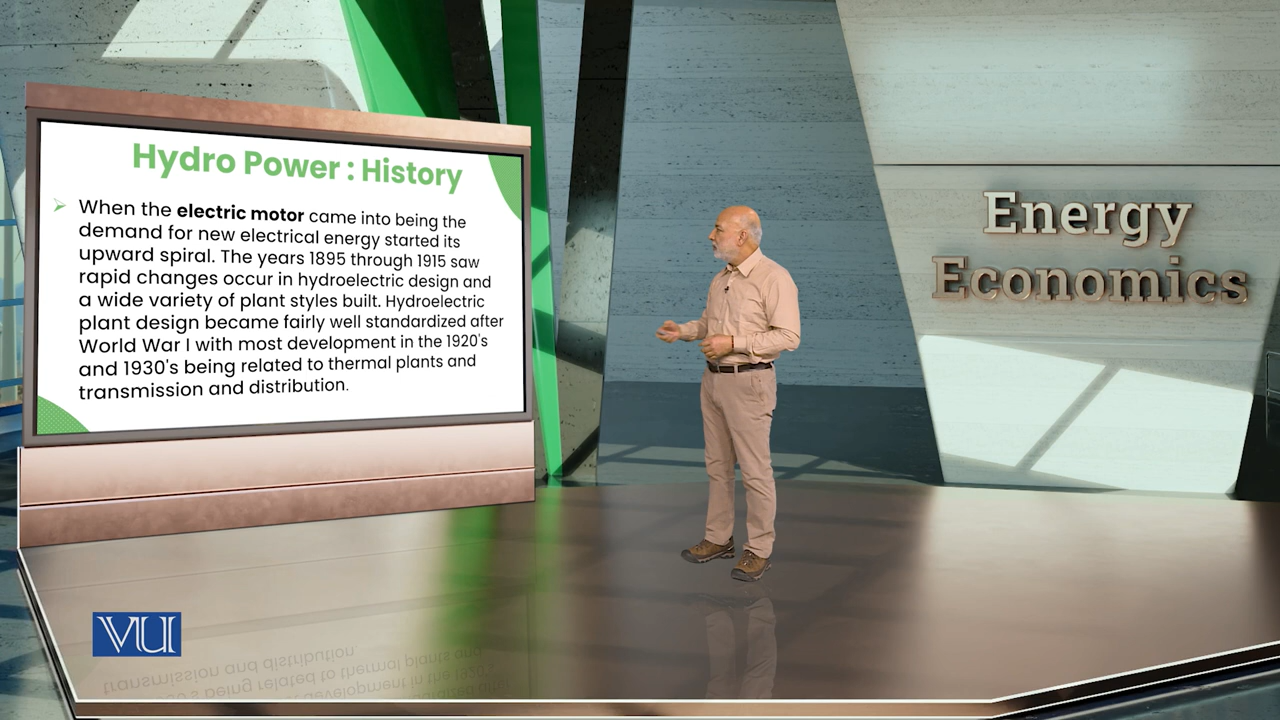 Hydro Power : History
When the electric motor came into being the
demand for new electrical energy started its
upward spiral. The years 1895 through 1915 saw
rapid changes occur in hydroelectric design and
a wide variety of plant styles built. Hydroelectric
plant design became fairly well standardized after
World War I with most development in the 1920's
and 1930's being related to thermal plants and
transmission and distribution.
Energy
Economics
VU
transmission and distribution.